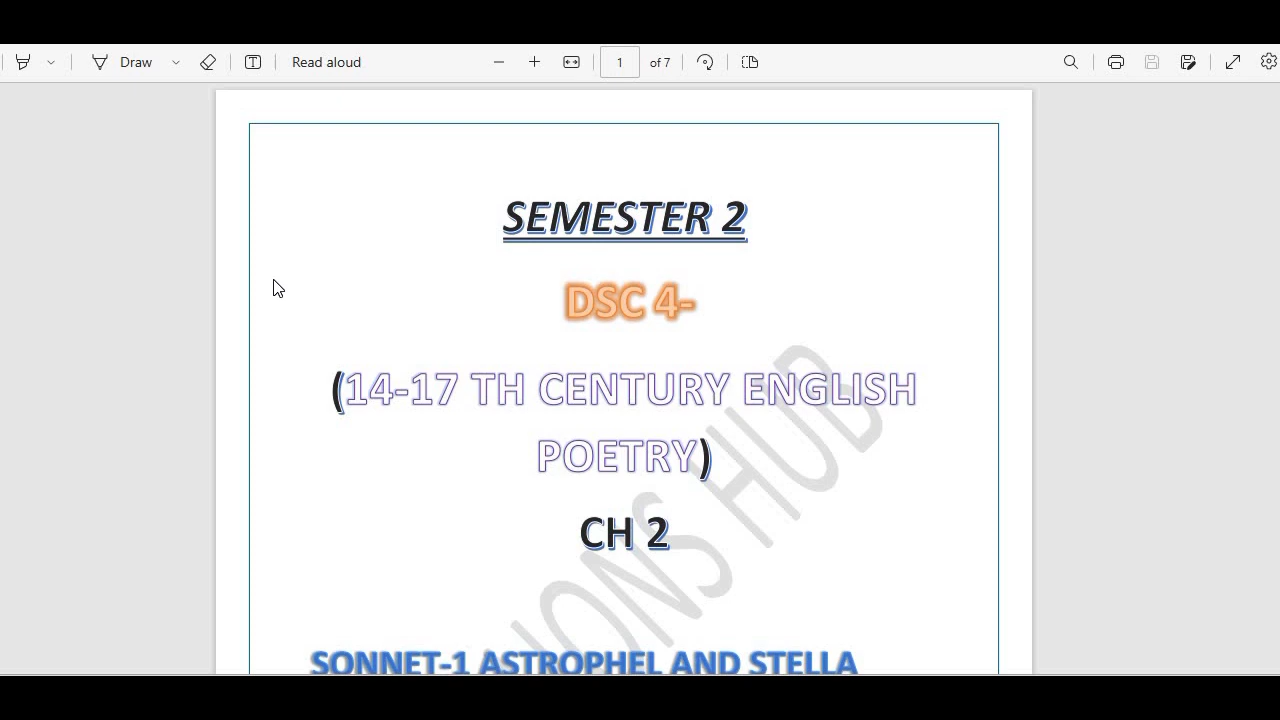 Draw
Read aloud
1 of 7
SEMESTER 2
DSC 4-
(14-17 TH CENTURY ENGLISH
POETRY)
CH 2
SONNET-1 ASTROPHEL AND STELLA
HUB